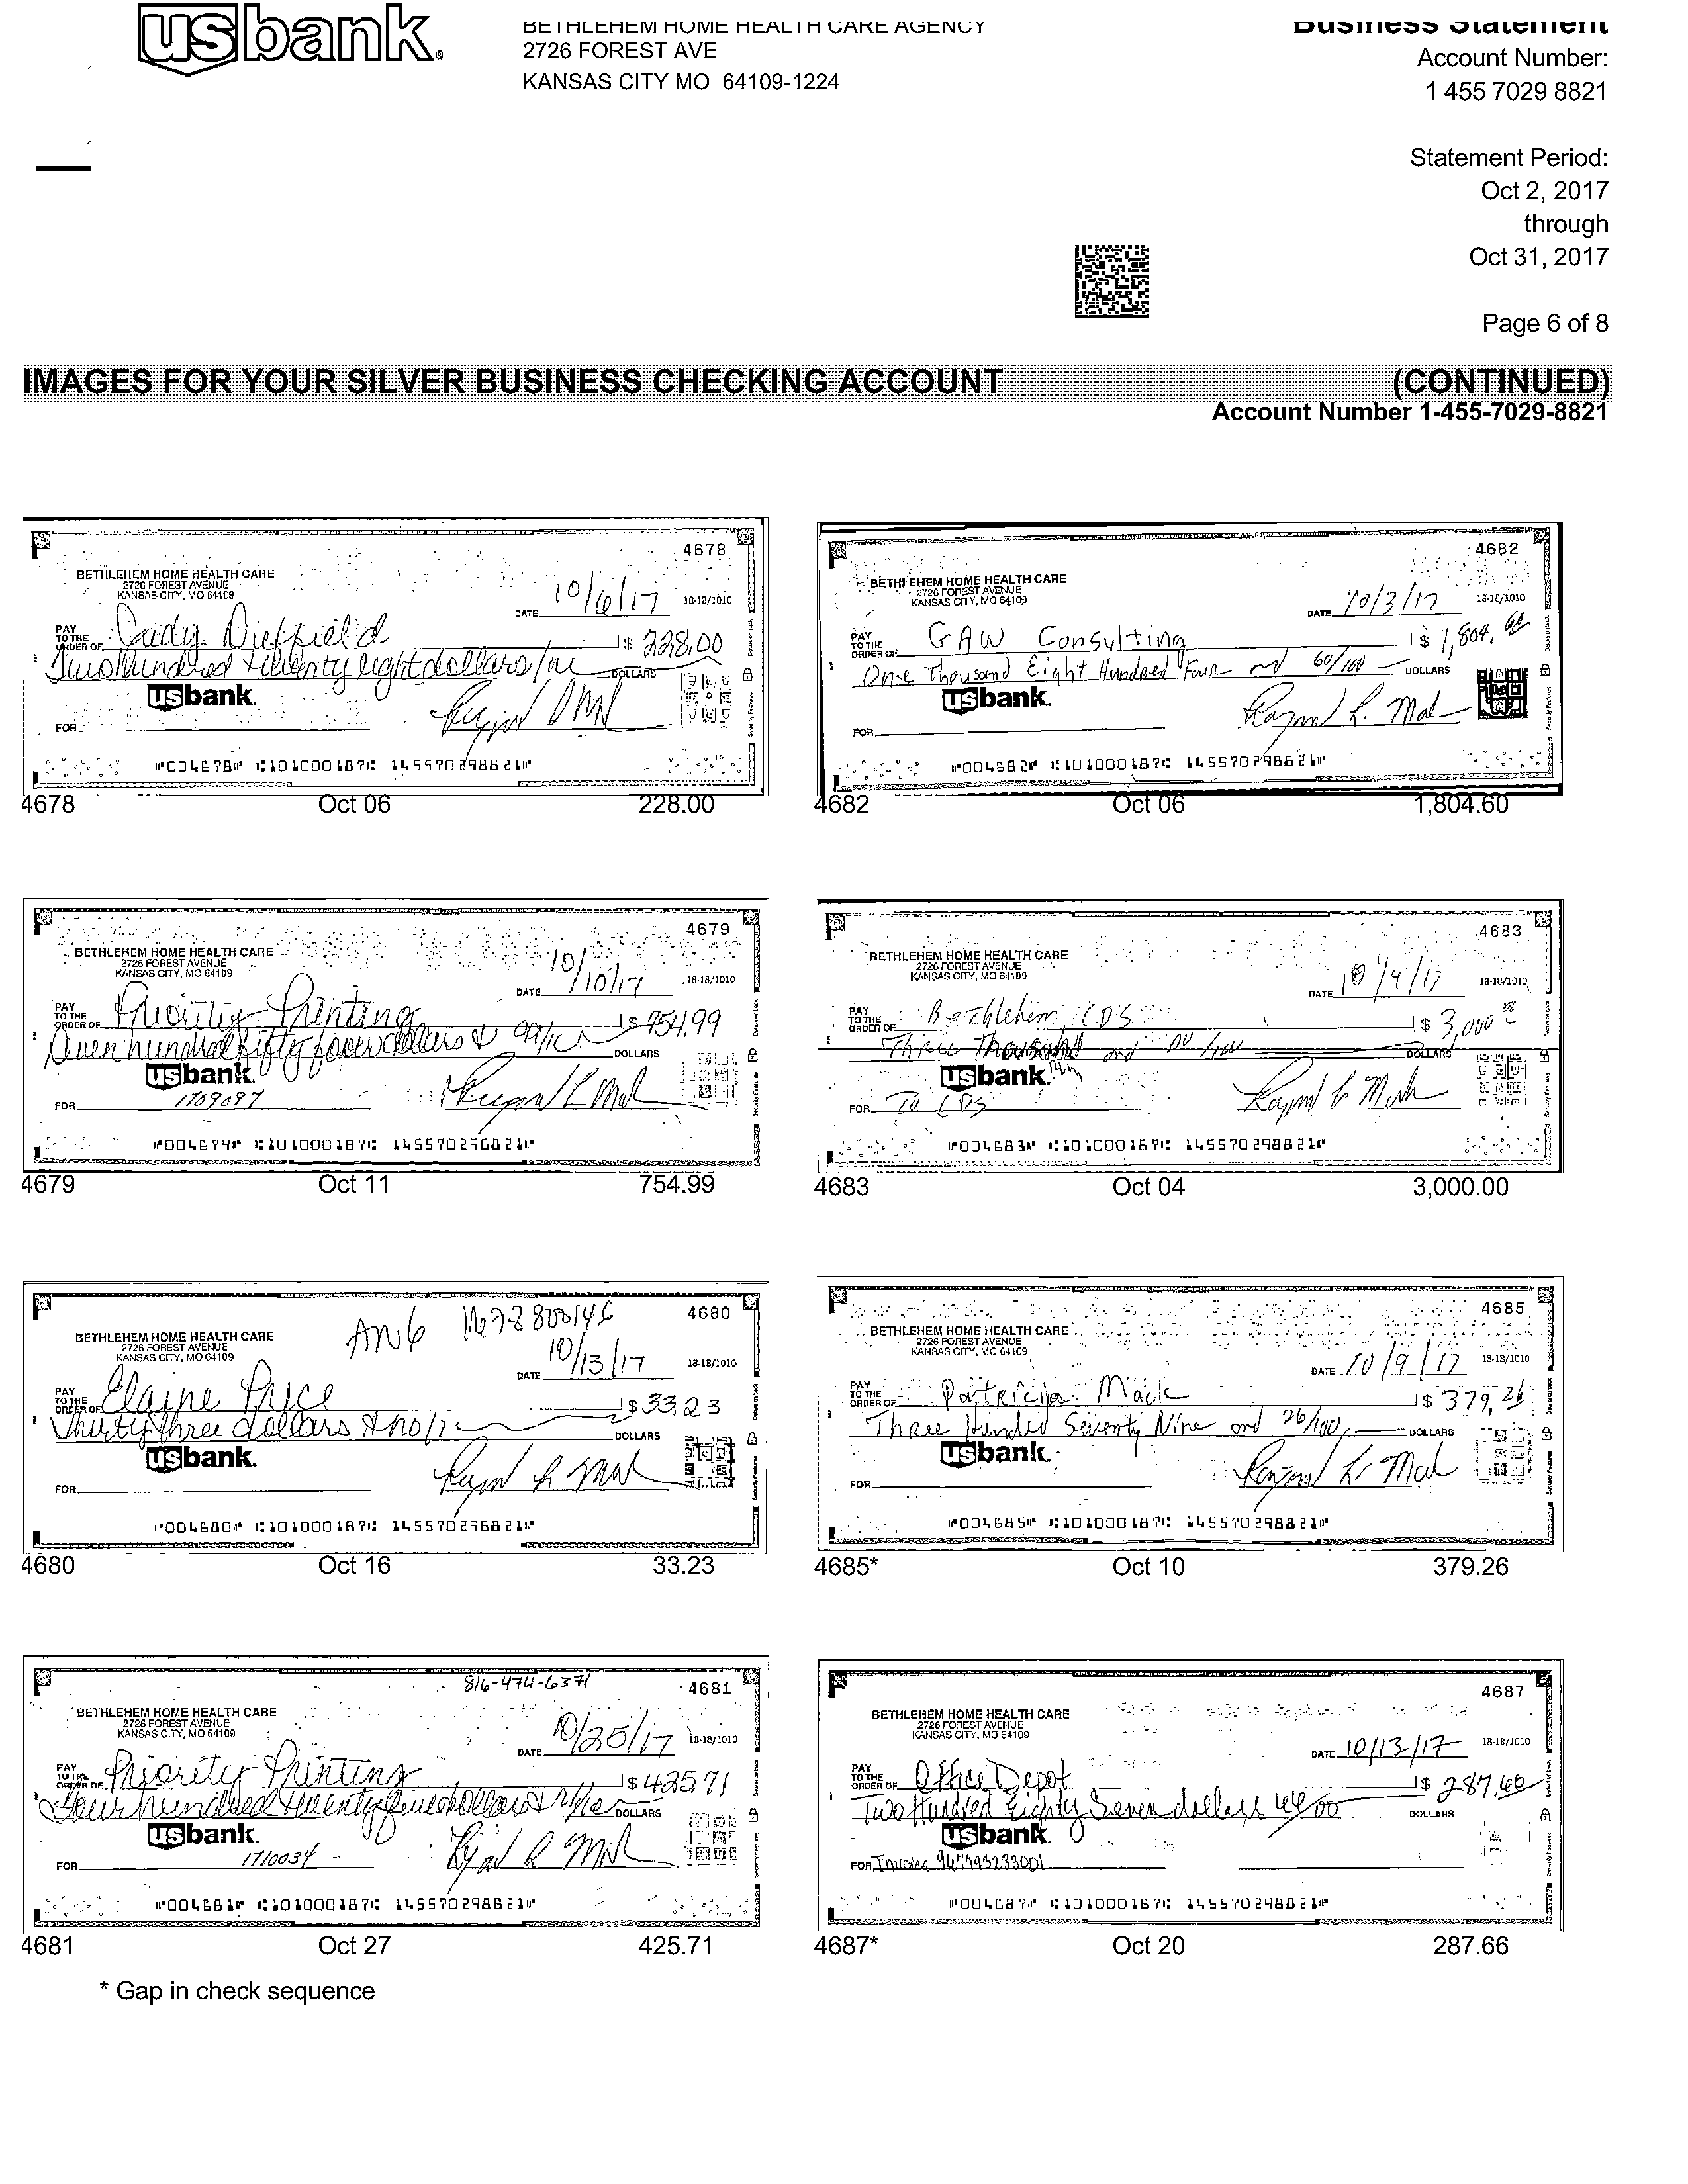 usbank®
BETHLEHEM HOME HEALTH CARE AGENCY
2726 FOREST AVE
KANSAS CITY MO 64109-1224
Business Statement
Account Number:
1 455 7029 8821
Statement Period:
Oct 2, 2017
through
Oct 31, 2017
Page 6 of 8
IMAGES FOR YOUR SILVER BUSINESS CHECKING ACCOUNT (CONTINUED)
Account Number 1-455-7029-8821
4678
BETHLEHEM HOME HEALTH CARE
2726 FOREST AVENUE
KANSAS CITY, MO 64109
DATE 10/6/17 18-18/1010
PAY TO THE ORDER OF Judy Dieffield $ 228.00
Two hundred + twenty eight dollars/no DOLLARS
usbank.
FOR
⑈004678⑈ ⑆101000187⑆ 145570298821⑈
4678 Oct 06 228.00
4682
BETHLEHEM HOME HEALTH CARE
2726 FOREST AVENUE
KANSAS CITY, MO 64109
DATE 10/3/17 18-18/1010
PAY TO THE ORDER OF GAW Consulting $ 1,804.60
One Thousand Eight Hundred Four and 60/100 DOLLARS
usbank.
FOR
⑈004682⑈ ⑆101000187⑆ 145570298821⑈
4682 Oct 06 1,804.60
4679
BETHLEHEM HOME HEALTH CARE
2726 FOREST AVENUE
KANSAS CITY, MO 64109
DATE 10/10/17 18-18/1010
PAY TO THE ORDER OF Priority Printing $ 754.99
Seven hundred fifty four dollars & 99/10 DOLLARS
usbank.
FOR 1709097
⑈004679⑈ ⑆101000187⑆ 145570298821⑈
4679 Oct 11 754.99
4683
BETHLEHEM HOME HEALTH CARE
2726 FOREST AVENUE
KANSAS CITY, MO 64109
DATE 10/4/17 18-18/1010
PAY TO THE ORDER OF Bethlehem CDS $ 3,000.00
Three Thousand and no/100 DOLLARS
usbank.
FOR To CDS
⑈004683⑈ ⑆101000187⑆ 145570298821⑈
4683 Oct 04 3,000.00
AN6 1678800146 4680
BETHLEHEM HOME HEALTH CARE
2726 FOREST AVENUE
KANSAS CITY, MO 64109
DATE 10/13/17 18-18/1010
PAY TO THE ORDER OF Elaine Price $ 33.23
Thirty three dollars & no/1 DOLLARS
usbank.
FOR
⑈004680⑈ ⑆101000187⑆ 145570298821⑈
4680 Oct 16 33.23
4685
BETHLEHEM HOME HEALTH CARE
2726 FOREST AVENUE
KANSAS CITY, MO 64109
DATE 10/9/17 18-18/1010
PAY TO THE ORDER OF Patricia Mack $ 379.26
Three Hundred Seventy Nine and 26/100 DOLLARS
usbank.
FOR
⑈004685⑈ ⑆101000187⑆ 145570298821⑈
4685* Oct 10 379.26
816-474-6371 4681
BETHLEHEM HOME HEALTH CARE
2726 FOREST AVENUE
KANSAS CITY, MO 64109
DATE 10/25/17 18-18/1010
PAY TO THE ORDER OF Priority Printing $ 425.71
Four hundred twenty five dollars & 71/10 DOLLARS
usbank.
FOR 1710034
⑈004681⑈ ⑆101000187⑆ 145570298821⑈
4681 Oct 27 425.71
4687
BETHLEHEM HOME HEALTH CARE
2726 FOREST AVENUE
KANSAS CITY, MO 64109
DATE 10/13/17 18-18/1010
PAY TO THE ORDER OF Office Depot $ 287.66
Two Hundred Eighty Seven dollars 66/00 DOLLARS
usbank.
FOR Invoice 967993283001
⑈004687⑈ ⑆101000187⑆ 145570298821⑈
4687* Oct 20 287.66
* Gap in check sequence